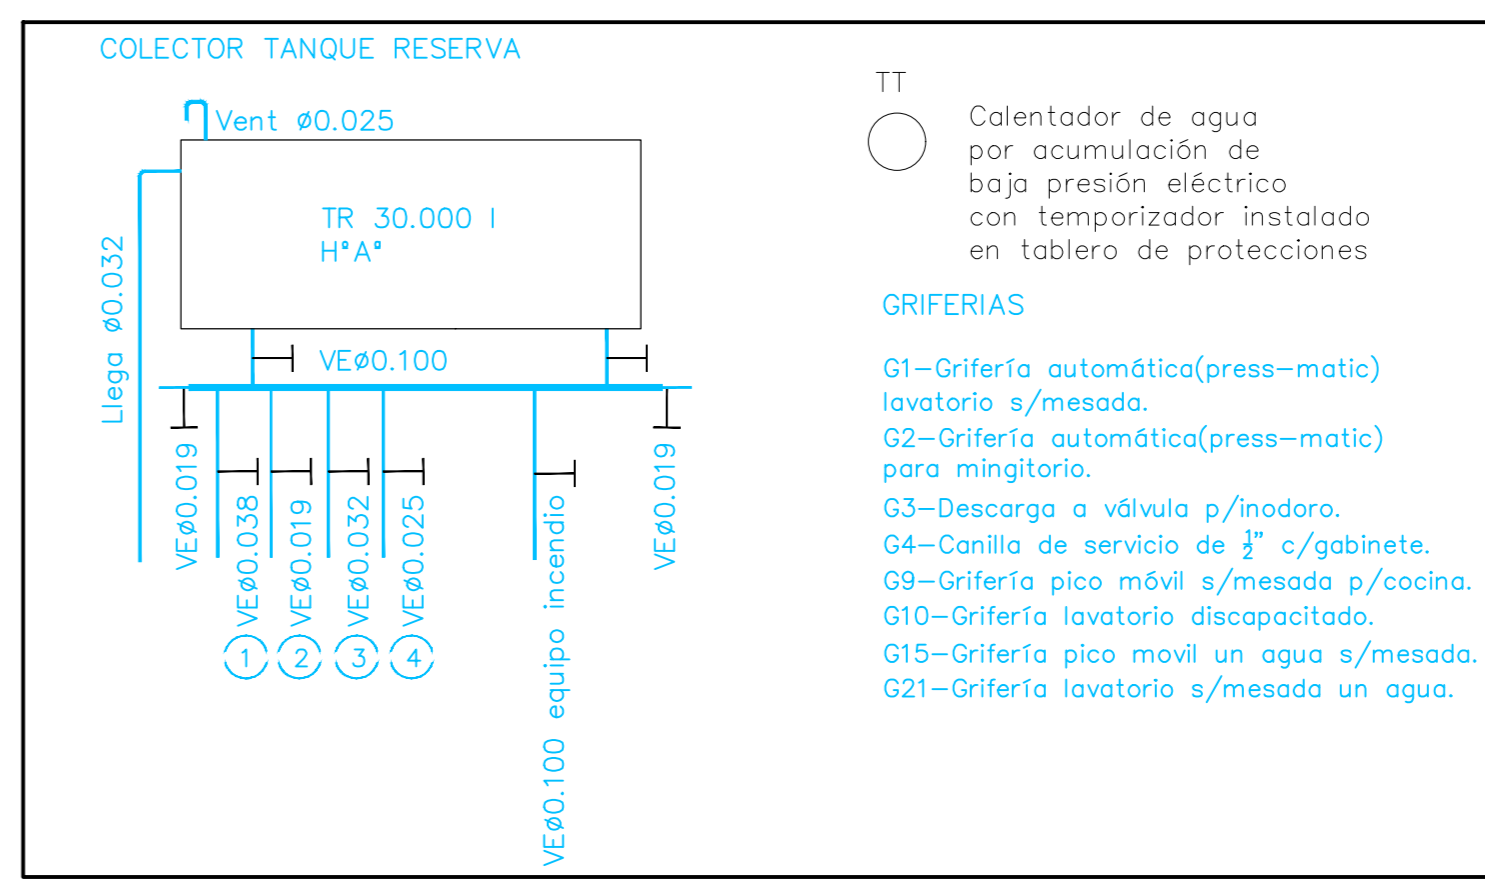 COLECTOR TANQUE RESERVA
Vent ø0.025
TR 30.000 l
HºAº
Llega ø0.032
VEø0.100
VEø0.019
VEø0.038
VEø0.019
VEø0.032
VEø0.025
VEø0.100 equipo incendio
VEø0.019
1
2
3
4
TT
Calentador de agua
por acumulación de
baja presión eléctrico
con temporizador instalado
en tablero de protecciones
GRIFERIAS
G1-Grifería automática(press-matic)
lavatorio s/mesada.
G2-Grifería automática(press-matic)
para mingitorio.
G3-Descarga a válvula p/inodoro.
G4-Canilla de servicio de ½" c/gabinete.
G9-Grifería pico móvil s/mesada p/cocina.
G10-Grifería lavatorio discapacitado.
G15-Grifería pico movil un agua s/mesada.
G21-Grifería lavatorio s/mesada un agua.